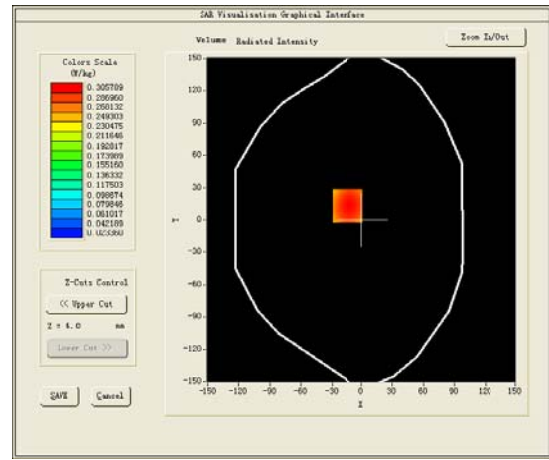 SAR Visualisation Graphical Interface
Volume Radiated Intensity
Zoom In/Out
Colors Scale
(W/kg)
0.305789
0.286960
0.268132
0.249303
0.230475
0.211646
0.192817
0.173989
0.155160
0.136332
0.117503
0.098674
0.079846
0.061017
0.042189
0.023360
Z-Cuts Control
<< Upper Cut
Z = 4.0 mm
Lower Cut >>
SAVE
Cancel
150
120
90
60
30
0
-30
-60
-90
-120
-150
Y
-150 -120 -90 -60 -30 0 30 60 90 120 150
X